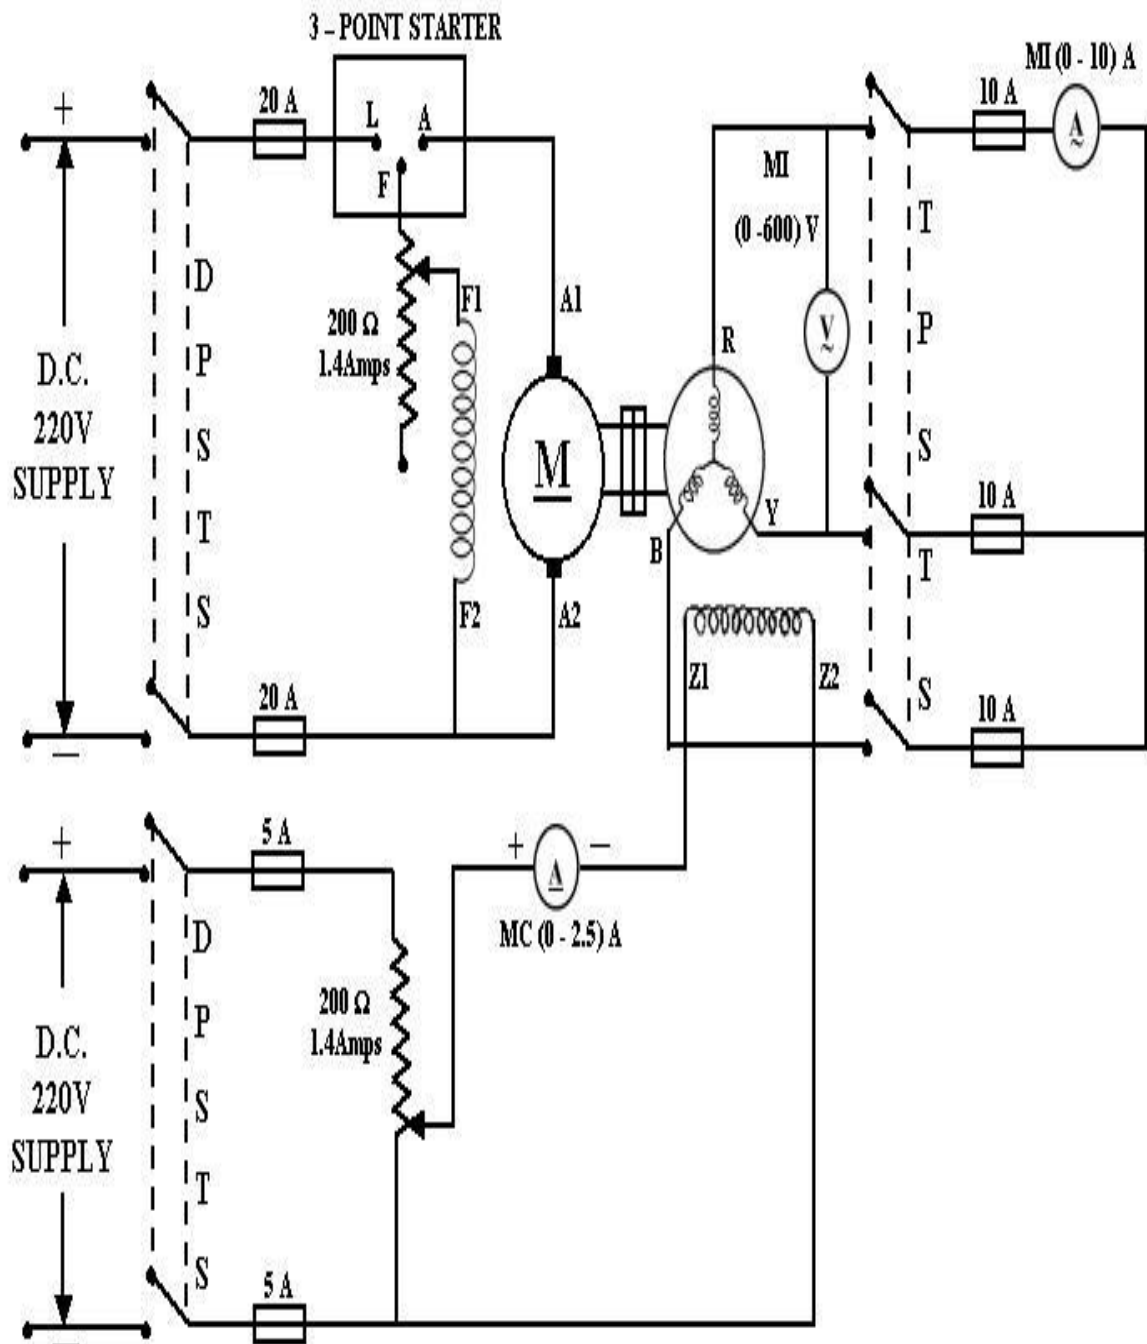 3 – POINT STARTER
MI (0 - 10) A
+
20 A
L
A
F
10 A
A
~
MI
(0 -600) V
D P S T S
T P S T S
200 Ω
1.4Amps
F1
A1
R
V
~
D.C.
220V
SUPPLY
M
10 A
Y
B
F2
A2
Z1
Z2
20 A
10 A
—
+
5 A
+
—
A
MC (0 - 2.5) A
D P S T S
200 Ω
1.4Amps
D.C.
220V
SUPPLY
5 A
—